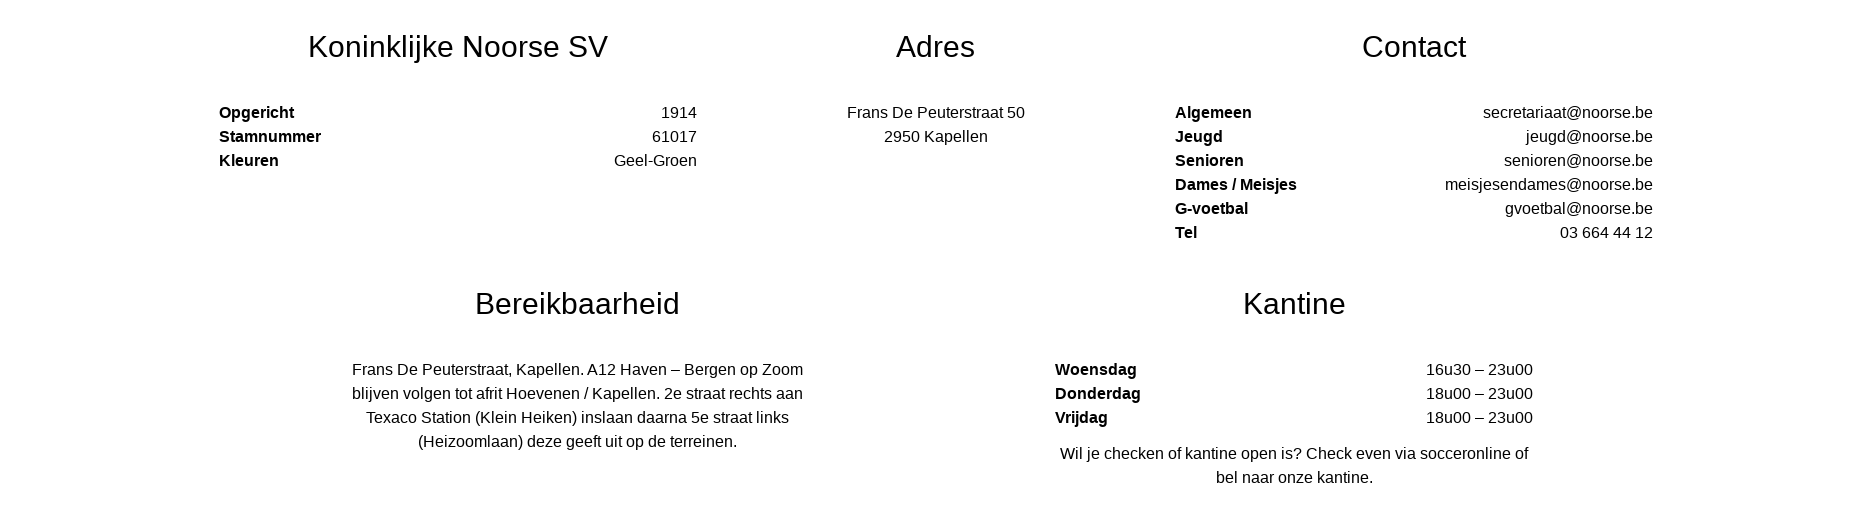 Koninklijke Noorse SV
Opgericht 1914
Stamnummer 61017
Kleuren Geel-Groen
Adres
Frans De Peuterstraat 50
2950 Kapellen
Contact
Algemeen secretariaat@noorse.be
Jeugd jeugd@noorse.be
Senioren senioren@noorse.be
Dames / Meisjes meisjesendames@noorse.be
G-voetbal gvoetbal@noorse.be
Tel 03 664 44 12
Bereikbaarheid
Frans De Peuterstraat, Kapellen. A12 Haven – Bergen op Zoom
blijven volgen tot afrit Hoevenen / Kapellen. 2e straat rechts aan
Texaco Station (Klein Heiken) inslaan daarna 5e straat links
(Heizoomlaan) deze geeft uit op de terreinen.
Kantine
Woensdag 16u30 – 23u00
Donderdag 18u00 – 23u00
Vrijdag 18u00 – 23u00
Wil je checken of kantine open is? Check even via socceronline of
bel naar onze kantine.